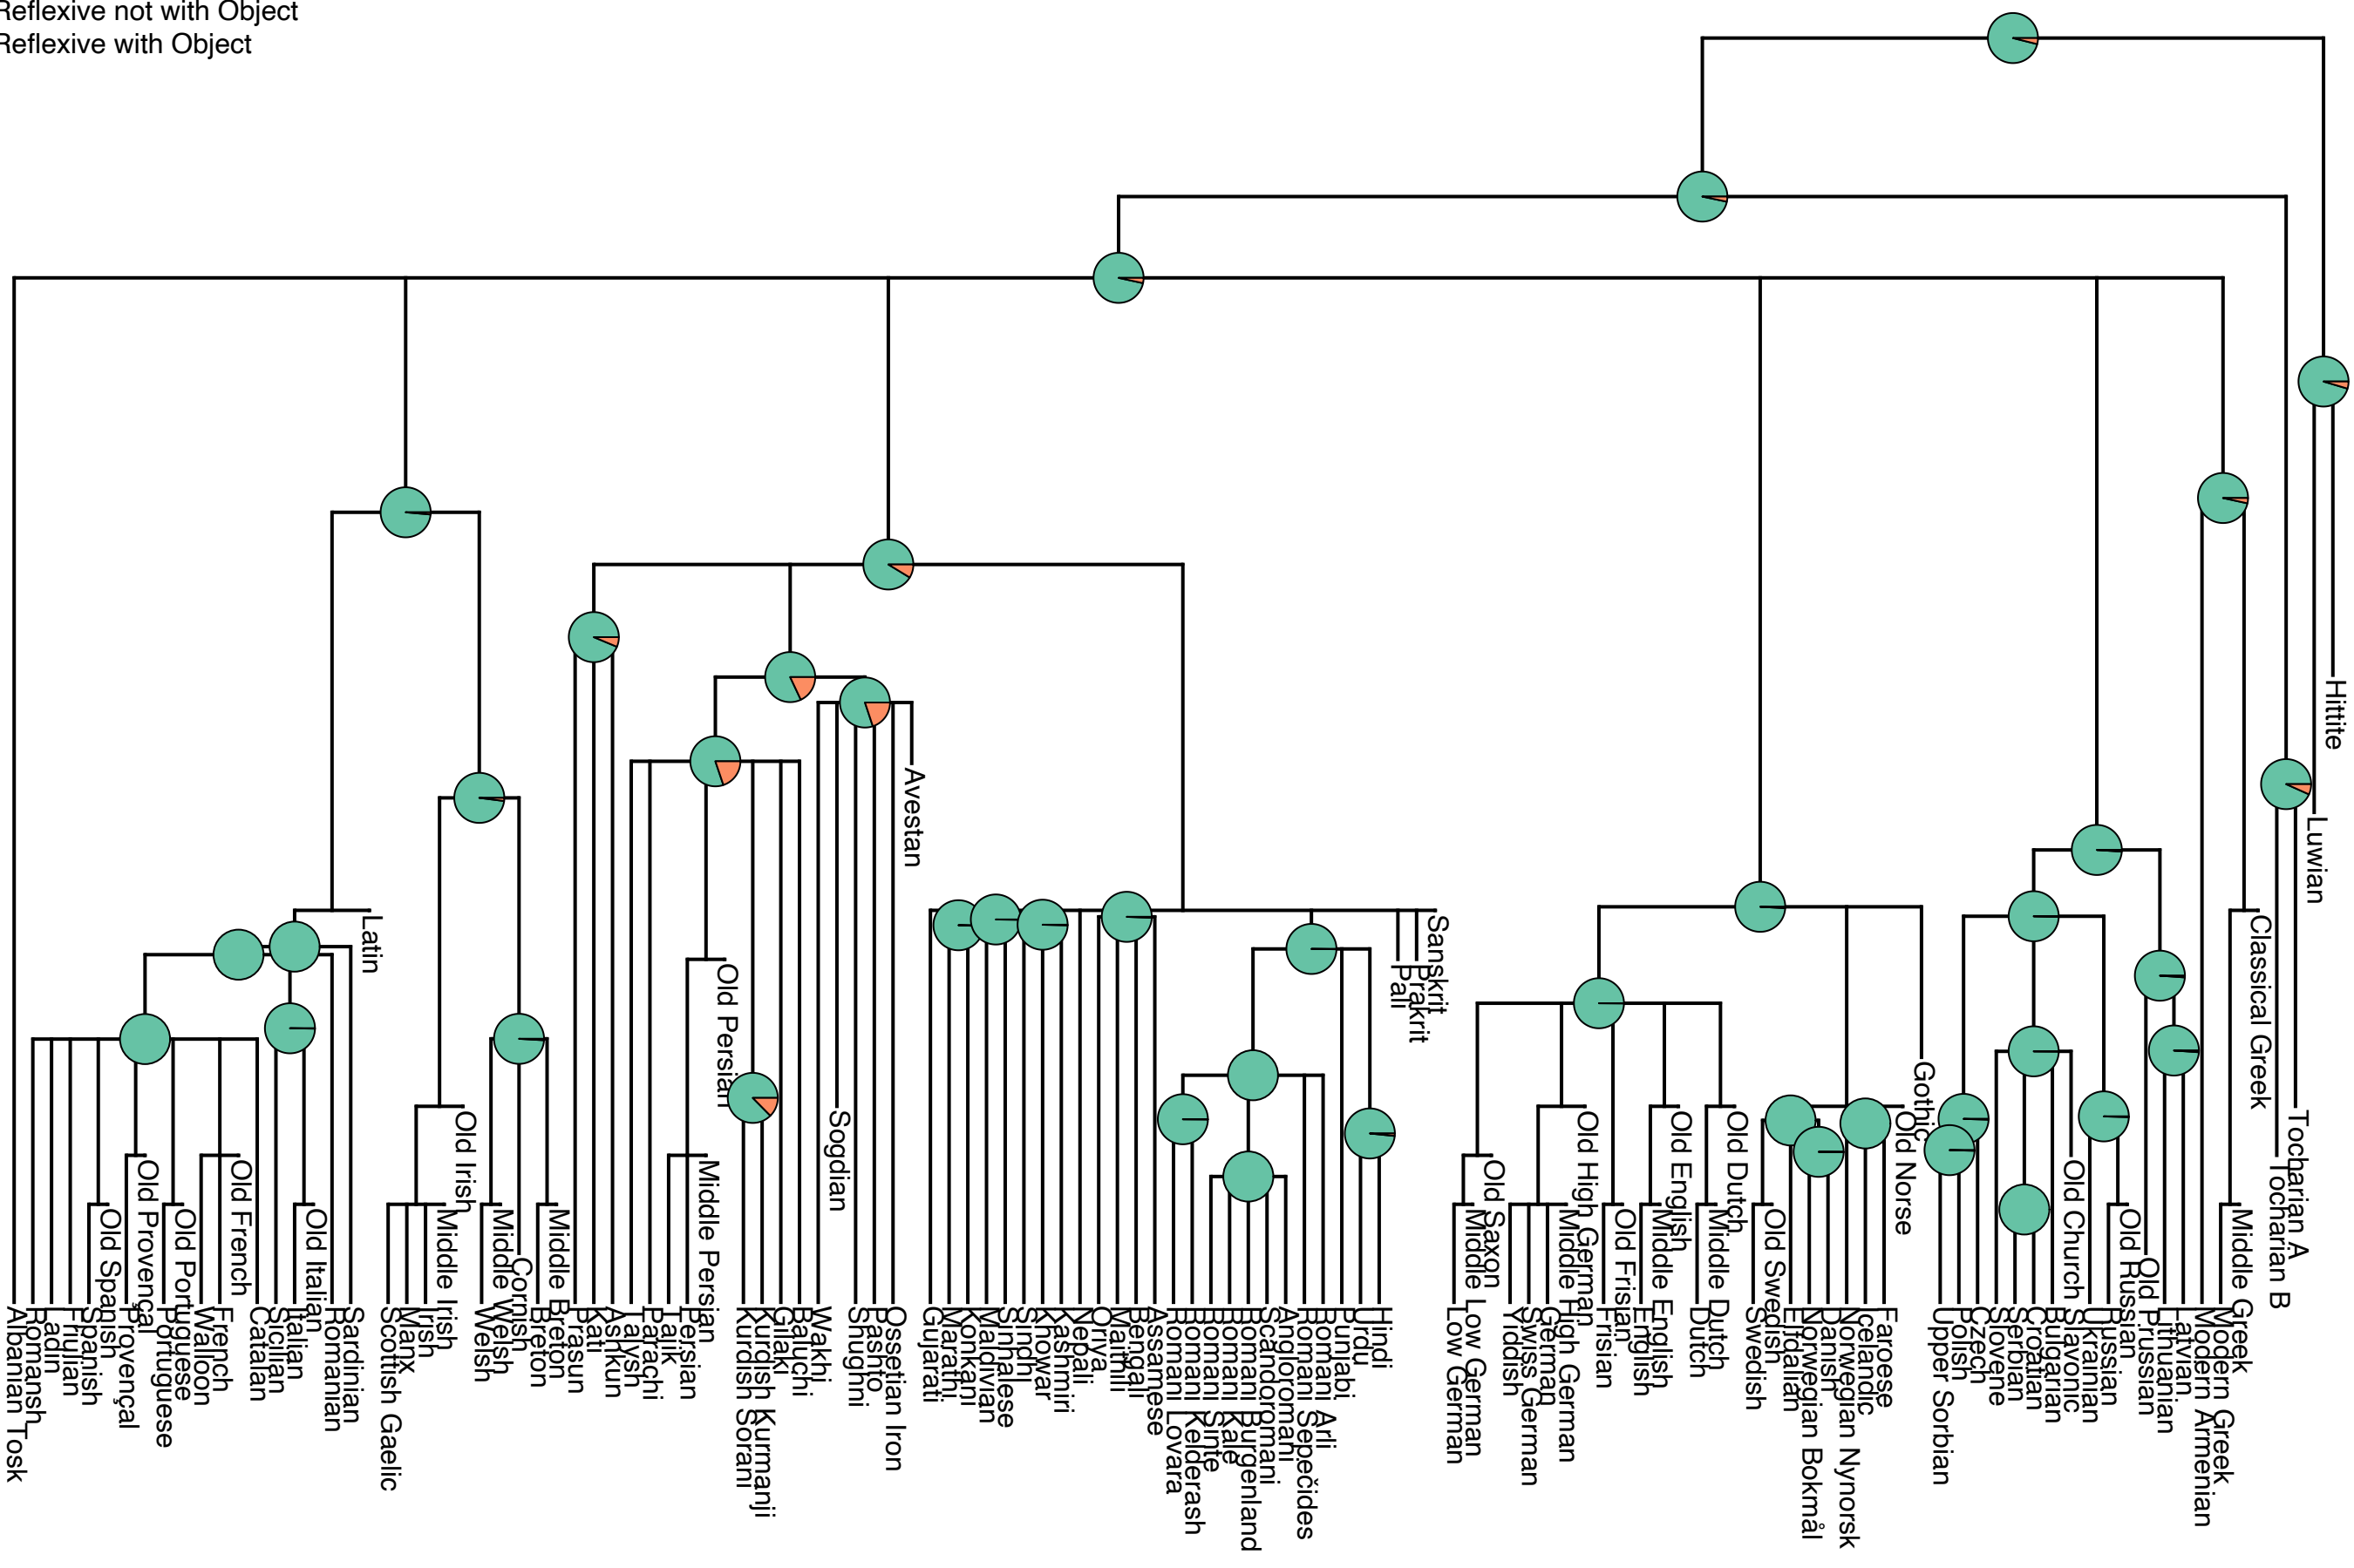 Reflexive not with Object
Reflexive with Object
Hittite
Luwian
Avestan
Latin
Sanskrit
Prakrit
Pali
Classical Greek
Old Persian
Gothic
Sogdian
Old Irish
Old High German
Old English
Old Dutch
Old Norse
Tocharian A
Tocharian B
Old Provençal
Old French
Middle Persian
Old Saxon
Old Church Slavonic
Old Spanish
Old Portuguese
Old Italian
Middle Irish
Middle Welsh
Middle Breton
Middle Low German
Middle High German
Old Frisian
Middle English
Middle Dutch
Old Swedish
Old Russian
Middle Greek
Cornish
Old Prussian
Albanian Tosk
Romansh
Ladin
Friulian
Spanish
Provençal
Portuguese
Walloon
French
Catalan
Sicilian
Italian
Romanian
Sardinian
Scottish Gaelic
Manx
Irish
Welsh
Breton
Prasun
Kati
Ashkun
Talysh
Parachi
Tajik
Persian
Kurdish Sorani
Kurdish Kurmanji
Gilaki
Baluchi
Wakhi
Shughni
Pashto
Ossetian Iron
Gujarati
Marathi
Konkani
Maldivian
Sinhalese
Sindhi
Khowar
Kashmiri
Nepali
Oriya
Maithili
Bengali
Assamese
Romani Lovara
Romani Kelderash
Romani Sinte
Romani Kale
Romani Burgenland
Scandoromani
Angloromani
Romani Sepečides
Romani Arli
Punjabi
Urdu
Hindi
Low German
Yiddish
Swiss German
German
Frisian
English
Dutch
Swedish
Elfdalian
Norwegian Bokmål
Danish
Norwegian Nynorsk
Icelandic
Faroese
Upper Sorbian
Polish
Czech
Slovene
Serbian
Croatian
Bulgarian
Ukrainian
Russian
Lithuanian
Latvian
Modern Armenian
Modern Greek